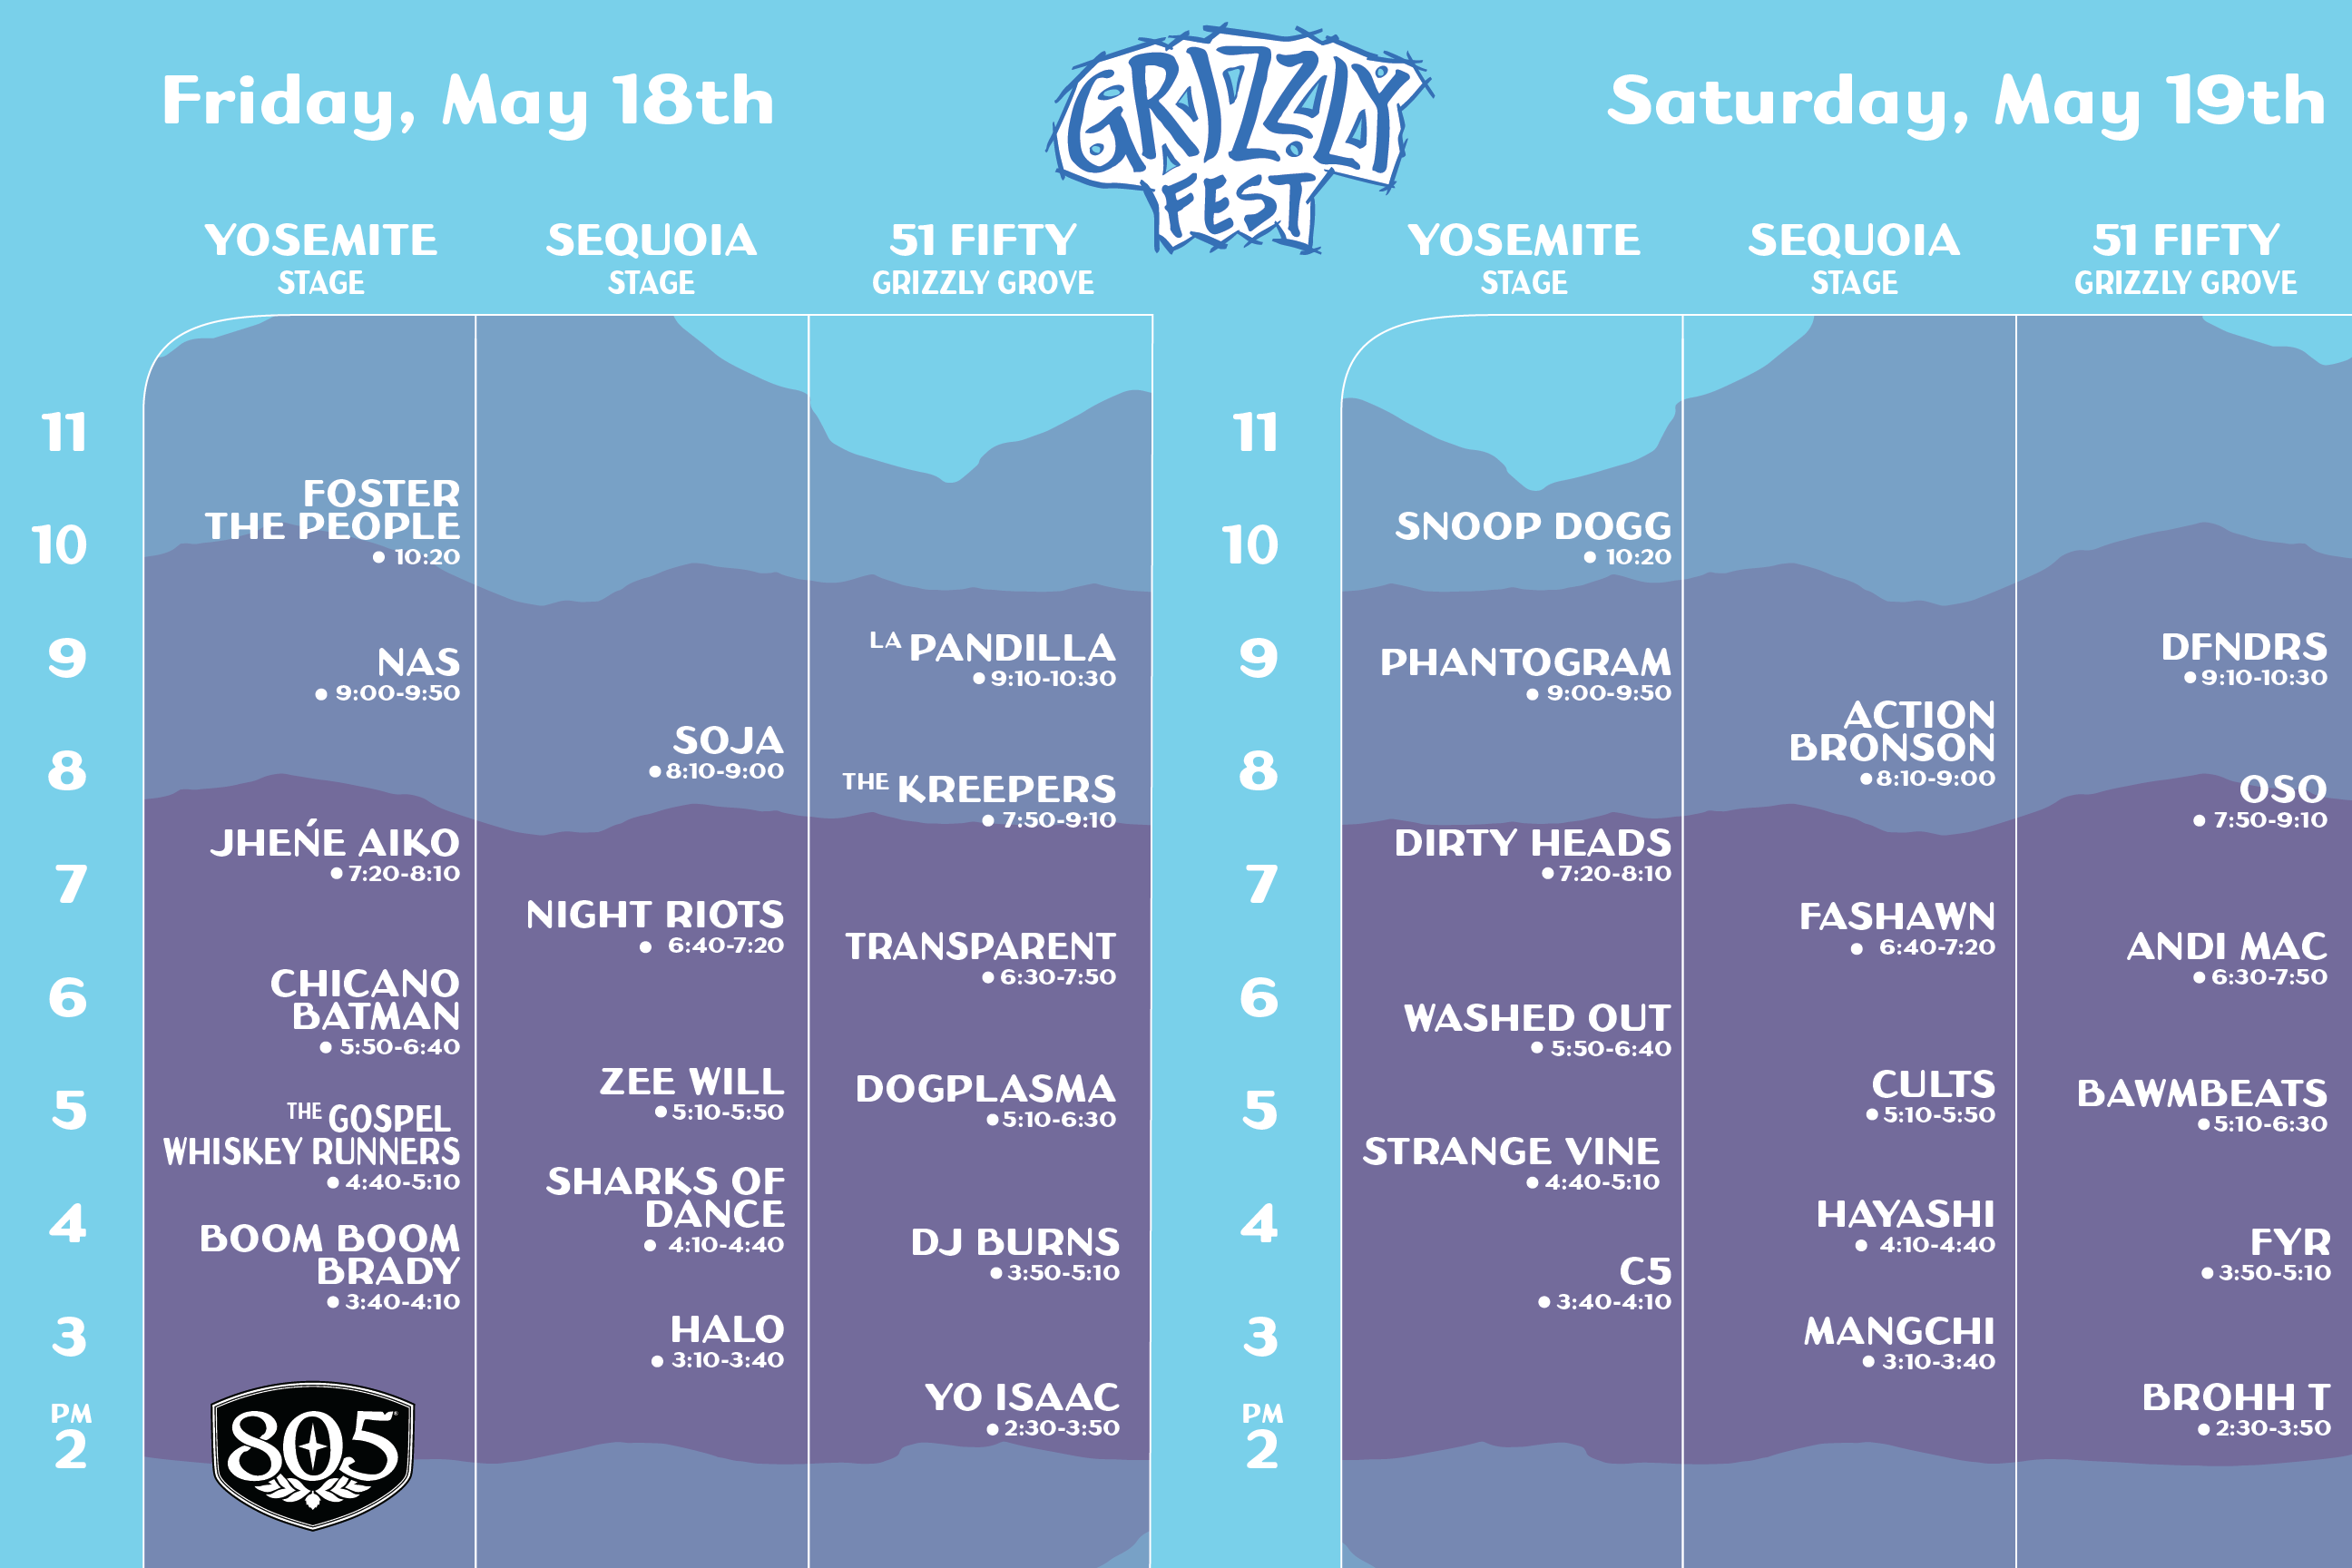 Friday, May 18th
GRIZZLY
FEST
Saturday, May 19th
YOSEMITE
STAGE
SEQUOIA
STAGE
51 FIFTY
GRIZZLY GROVE
11
10
9
8
7
6
5
4
3
PM
2
FOSTER
THE PEOPLE
• 10:20
NAS
• 9:00-9:50
JHEŃE AIKO
• 7:20-8:10
CHICANO
BATMAN
• 5:50-6:40
THE GOSPEL
WHISKEY RUNNERS
• 4:40-5:10
BOOM BOOM
BRADY
• 3:40-4:10
805
SOJA
• 8:10-9:00
NIGHT RIOTS
• 6:40-7:20
ZEE WILL
• 5:10-5:50
SHARKS OF
DANCE
• 4:10-4:40
HALO
• 3:10-3:40
LA PANDILLA
• 9:10-10:30
THE KREEPERS
• 7:50-9:10
TRANSPARENT
• 6:30-7:50
DOGPLASMA
• 5:10-6:30
DJ BURNS
• 3:50-5:10
YO ISAAC
• 2:30-3:50
YOSEMITE
STAGE
SEQUOIA
STAGE
51 FIFTY
GRIZZLY GROVE
11
10
9
8
7
6
5
4
3
PM
2
SNOOP DOGG
• 10:20
PHANTOGRAM
• 9:00-9:50
DIRTY HEADS
• 7:20-8:10
WASHED OUT
• 5:50-6:40
STRANGE VINE
• 4:40-5:10
C5
• 3:40-4:10
ACTION
BRONSON
• 8:10-9:00
FASHAWN
• 6:40-7:20
CULTS
• 5:10-5:50
HAYASHI
• 4:10-4:40
MANGCHI
• 3:10-3:40
DFNDRS
• 9:10-10:30
OSO
• 7:50-9:10
ANDI MAC
• 6:30-7:50
BAWMBEATS
• 5:10-6:30
FYR
• 3:50-5:10
BROHH T
• 2:30-3:50